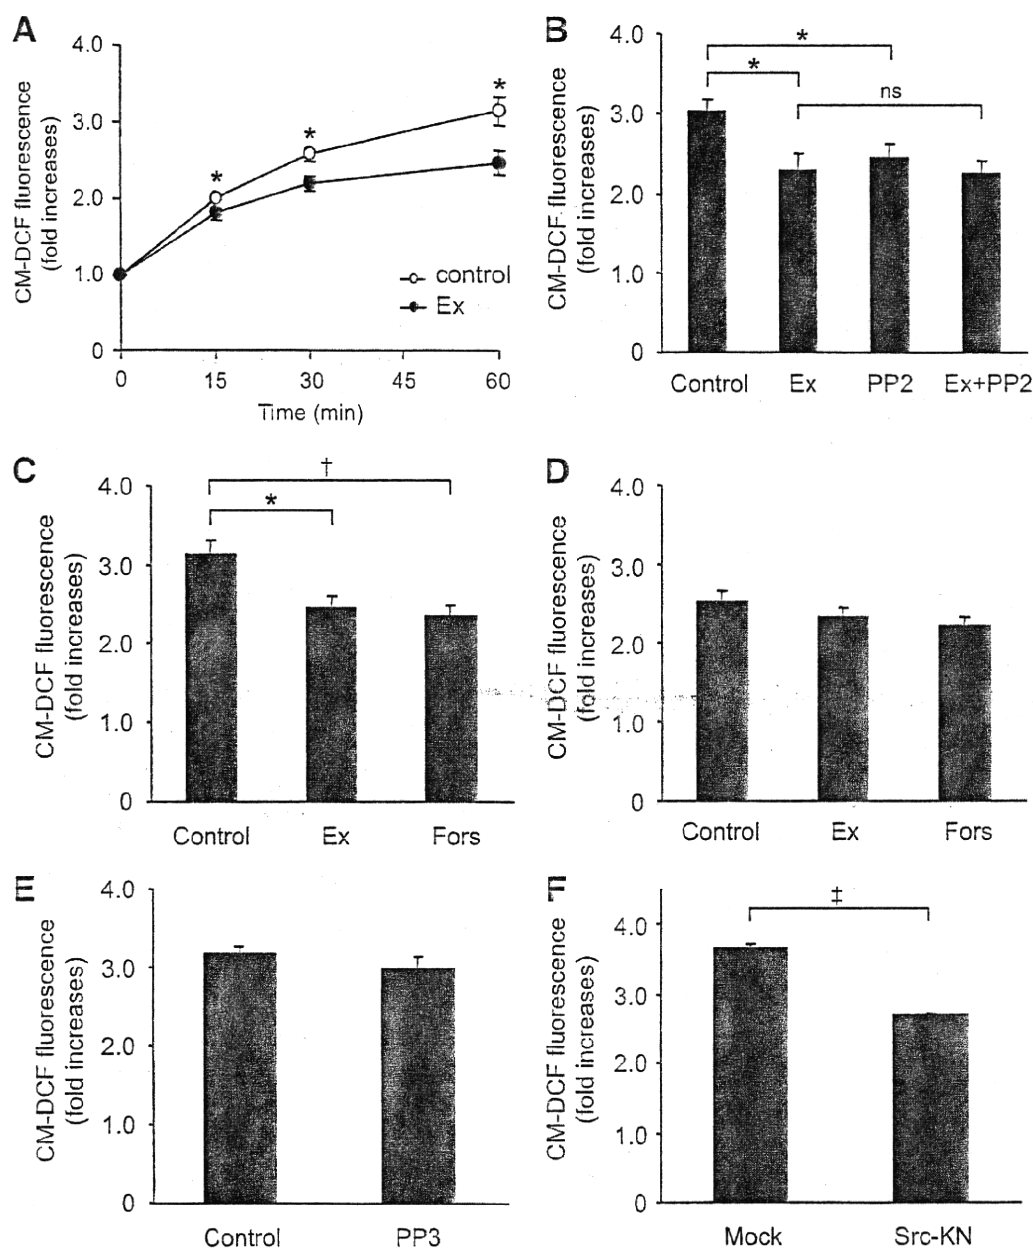 A
CM-DCF fluorescence
(fold increases)
4.0
3.0
2.0
1.0
0
*
*
*
control
Ex
0 15 30 45 60
Time (min)
B
CM-DCF fluorescence
(fold increases)
4.0
3.0
2.0
1.0
0
*
*
ns
Control Ex PP2 Ex+PP2
C
CM-DCF fluorescence
(fold increases)
4.0
3.0
2.0
1.0
0
†
*
Control Ex Fors
D
CM-DCF fluorescence
(fold increases)
4.0
3.0
2.0
1.0
0
Control Ex Fors
E
CM-DCF fluorescence
(fold increases)
4.0
3.0
2.0
1.0
0
Control PP3
F
CM-DCF fluorescence
(fold increases)
4.0
3.0
2.0
1.0
0
‡
Mock Src-KN